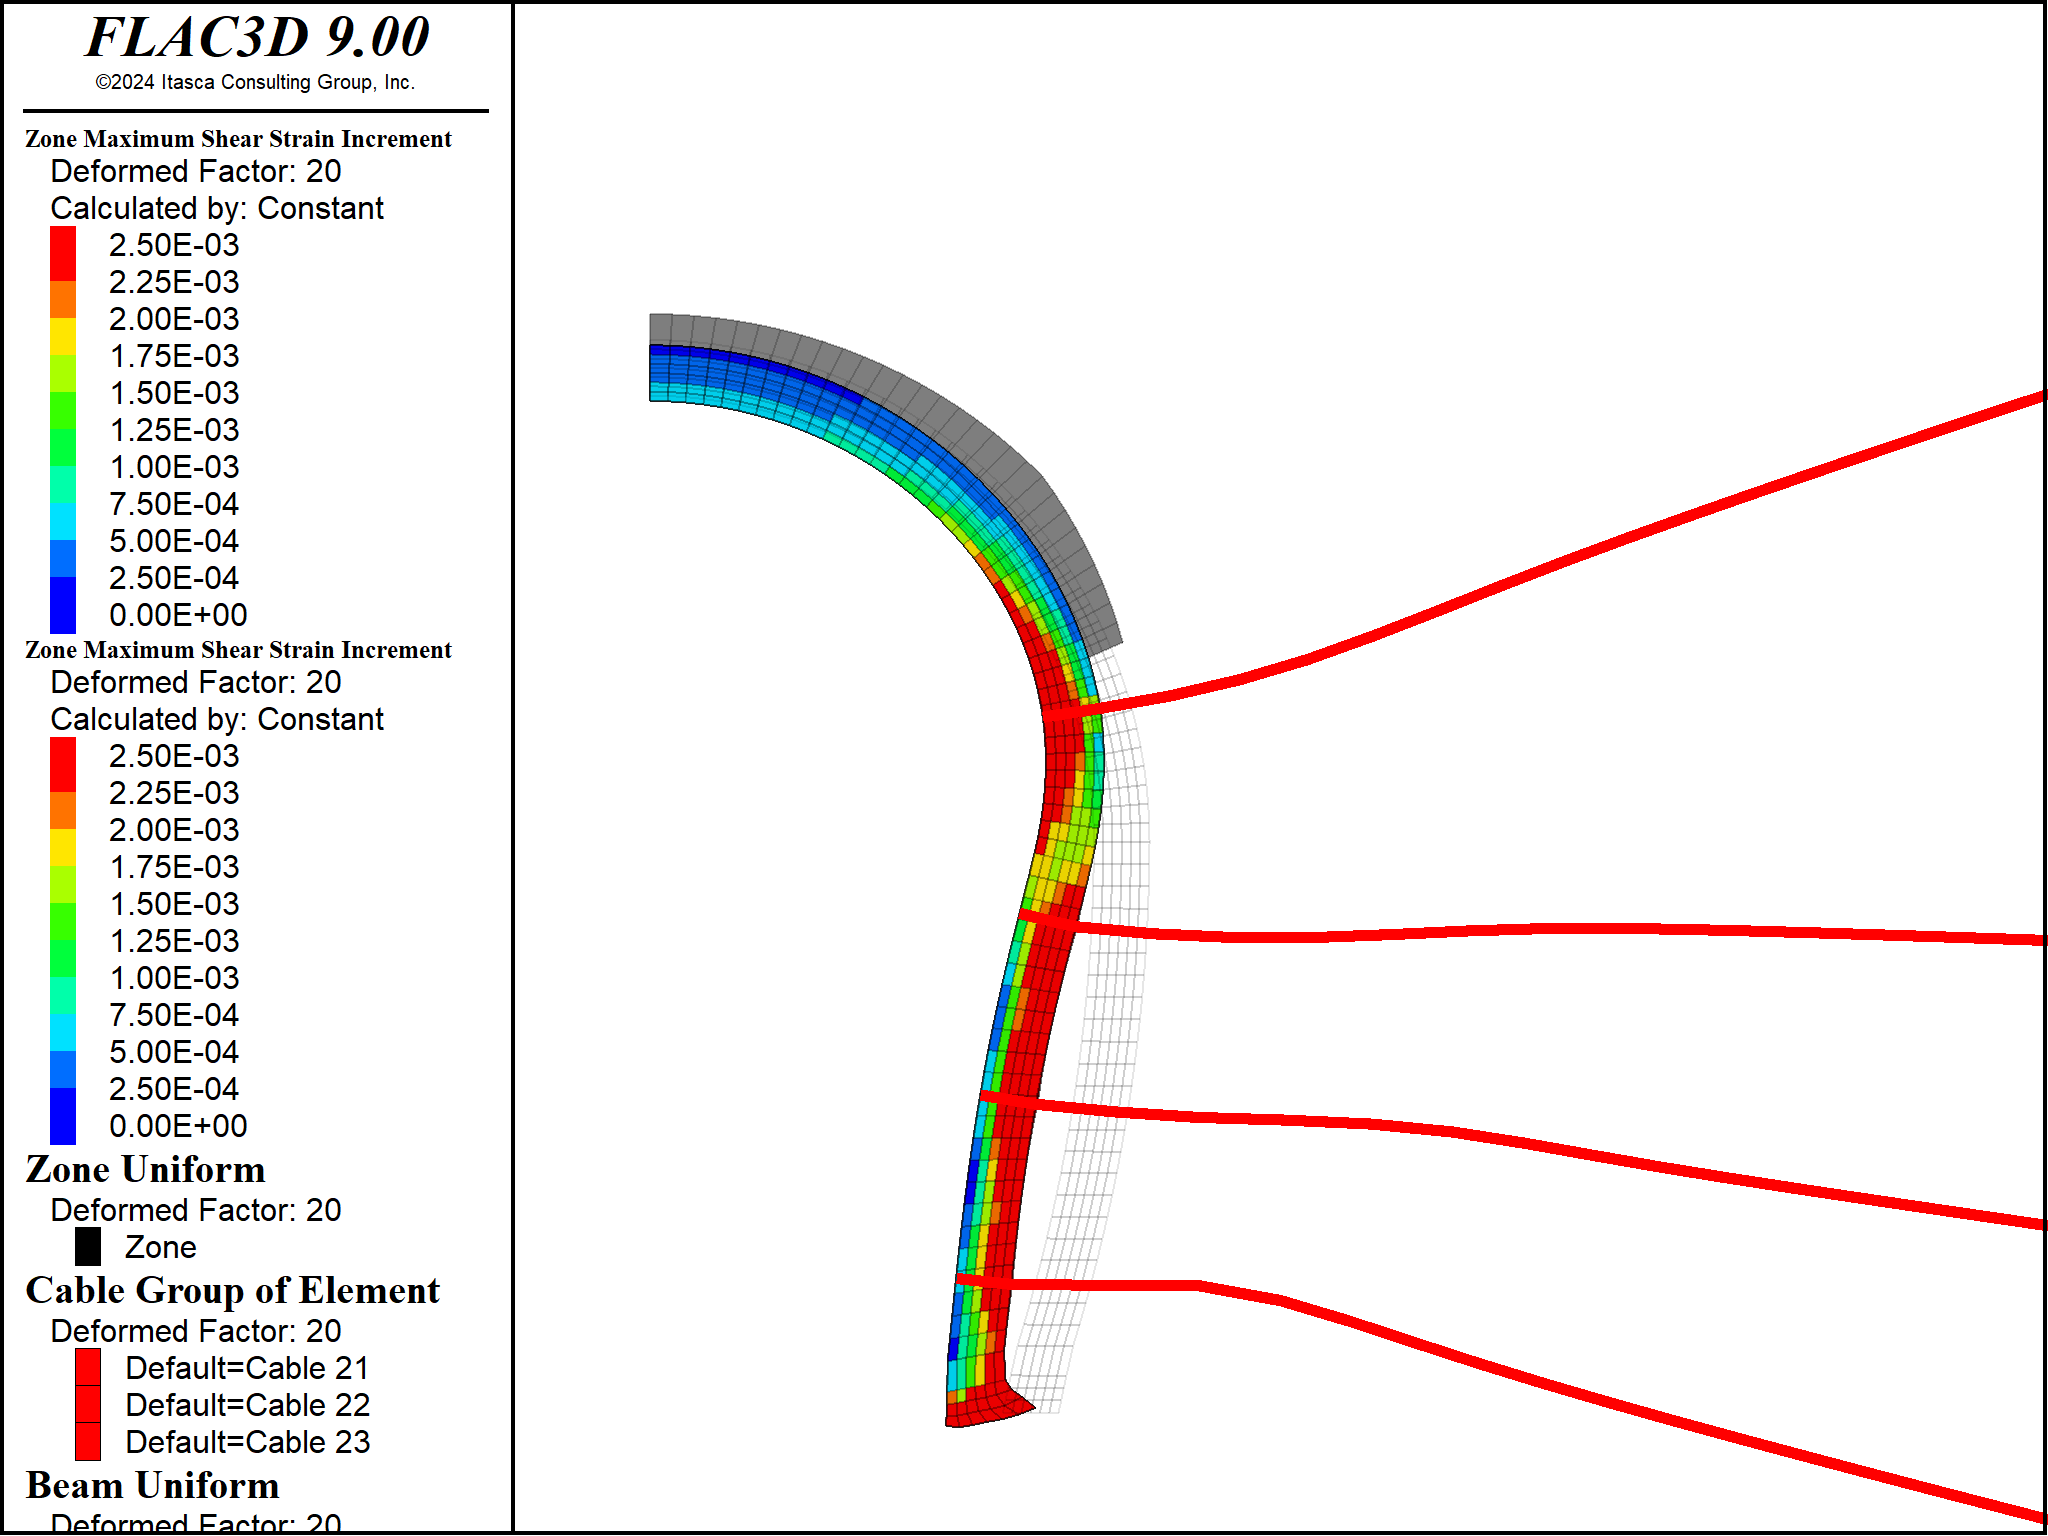 FLAC3D 9.00
©2024 Itasca Consulting Group, Inc.
Zone Maximum Shear Strain Increment
Deformed Factor: 20
Calculated by: Constant
2.50E-03
2.25E-03
2.00E-03
1.75E-03
1.50E-03
1.25E-03
1.00E-03
7.50E-04
5.00E-04
2.50E-04
0.00E+00
Zone Maximum Shear Strain Increment
Deformed Factor: 20
Calculated by: Constant
2.50E-03
2.25E-03
2.00E-03
1.75E-03
1.50E-03
1.25E-03
1.00E-03
7.50E-04
5.00E-04
2.50E-04
0.00E+00
Zone Uniform
Deformed Factor: 20
Zone
Cable Group of Element
Deformed Factor: 20
Default=Cable 21
Default=Cable 22
Default=Cable 23
Beam Uniform
Deformed Factor: 20